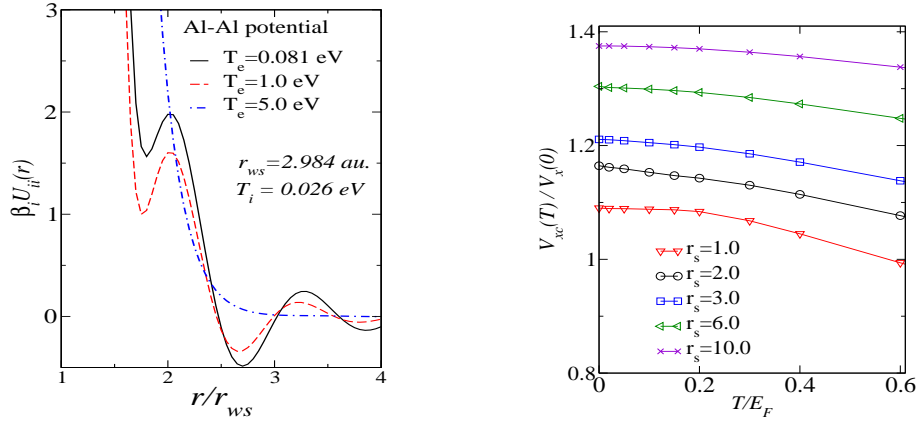 Al-Al potential
T_e=0.081 eV
T_e=1.0 eV
T_e=5.0 eV
r_ws=2.984 au.
T_i = 0.026 eV
β_i U_ii(r)
3
2
1
0
1
2
3
4
r/r_ws
V_xc(T) / V_x(0)
1.4
1.2
1
0.8
r_s=1.0
r_s=2.0
r_s=3.0
r_s=6.0
r_s=10.0
0
0.2
0.4
0.6
T/E_F